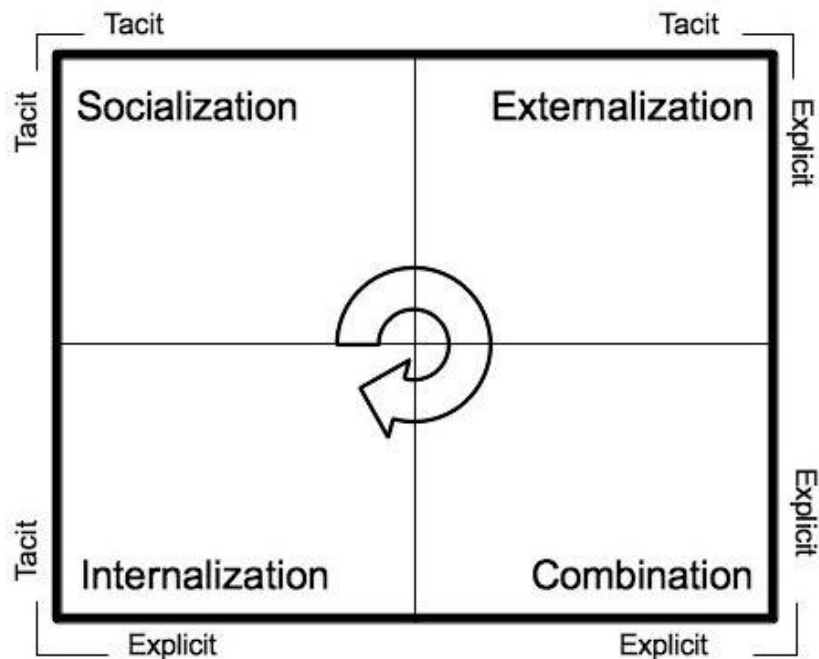 Tacit
Tacit
Tacit
Explicit
Socialization
Externalization
Internalization
Combination
Tacit
Explicit
Explicit
Explicit